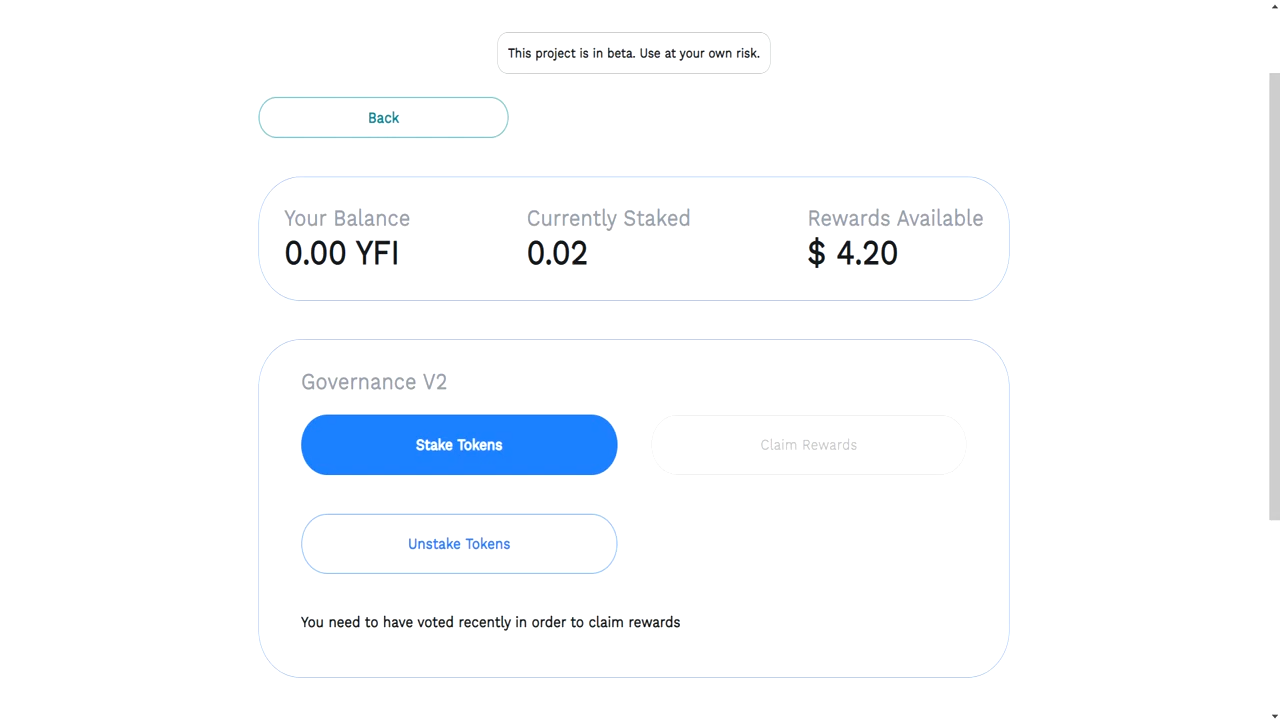 This project is in beta. Use at your own risk.
Back
Your Balance
0.00 YFI
Currently Staked
0.02
Rewards Available
$ 4.20
Governance V2
Stake Tokens
Claim Rewards
Unstake Tokens
You need to have voted recently in order to claim rewards